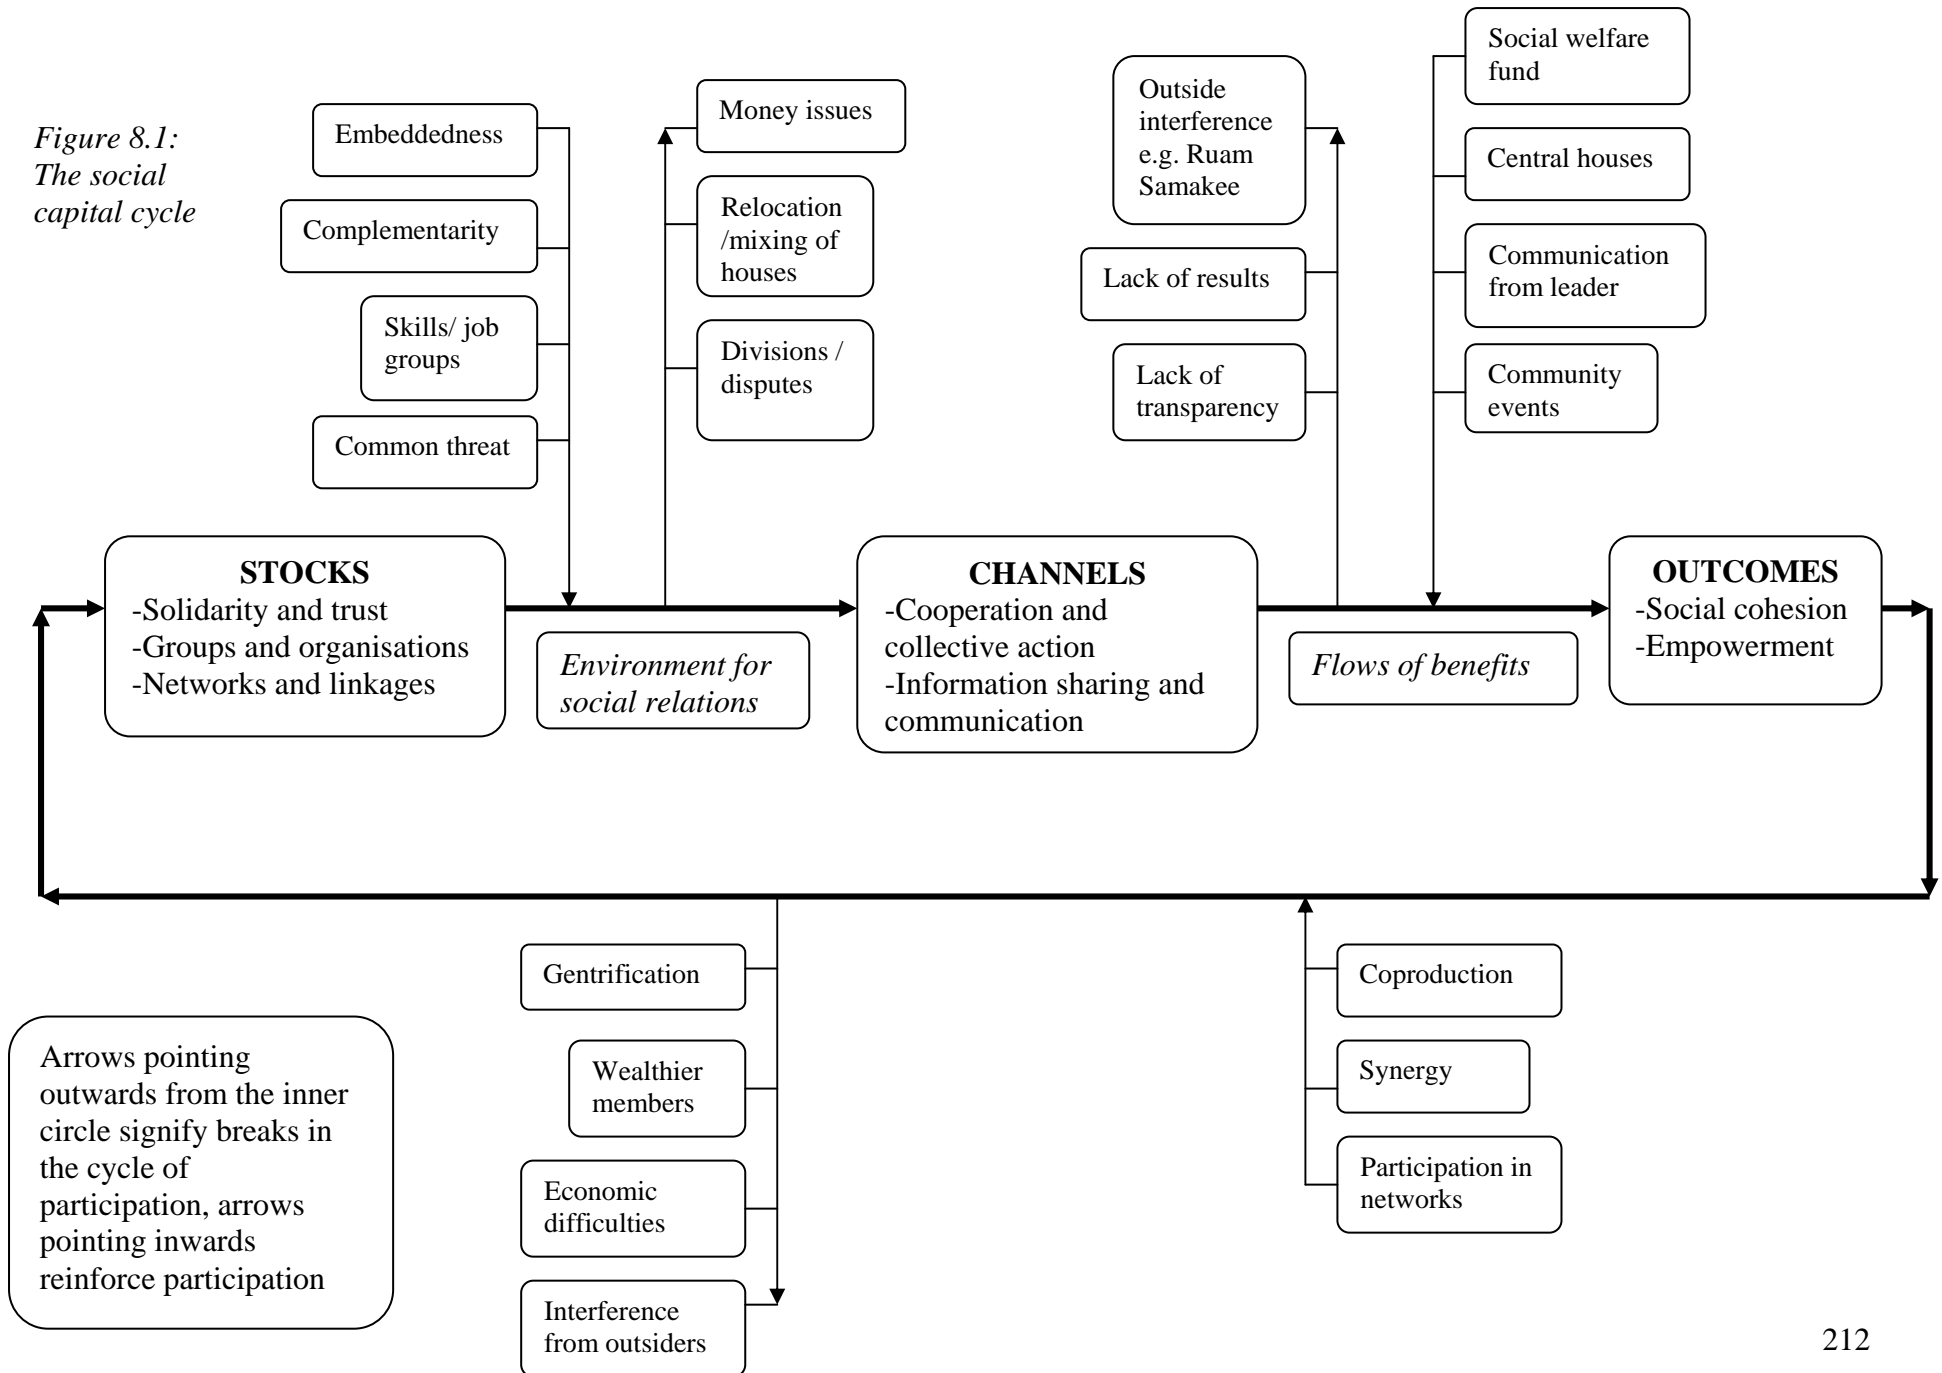 Figure 8.1:
The social
capital cycle
Embeddedness
Complementarity
Skills/ job
groups
Common threat
Money issues
Relocation
/mixing of
houses
Divisions /
disputes
Outside
interference
e.g. Ruam
Samakee
Lack of results
Lack of
transparency
Social welfare
fund
Central houses
Communication
from leader
Community
events
STOCKS
-Solidarity and trust
-Groups and organisations
-Networks and linkages
Environment for
social relations
CHANNELS
-Cooperation and
collective action
-Information sharing and
communication
Flows of benefits
OUTCOMES
-Social cohesion
-Empowerment
Gentrification
Wealthier
members
Economic
difficulties
Interference
from outsiders
Coproduction
Synergy
Participation in
networks
Arrows pointing
outwards from the inner
circle signify breaks in
the cycle of
participation, arrows
pointing inwards
reinforce participation
212